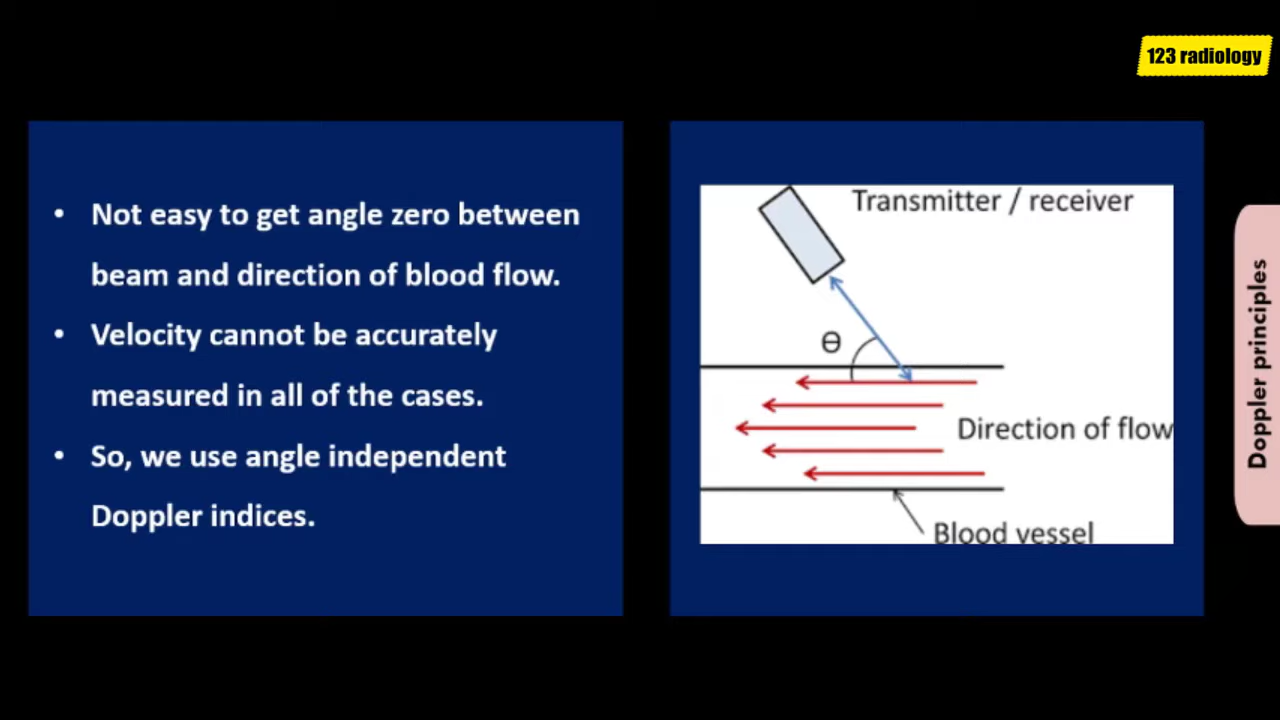 123 radiology
• Not easy to get angle zero between
beam and direction of blood flow.
• Velocity cannot be accurately
measured in all of the cases.
• So, we use angle independent
Doppler indices.
Transmitter / receiver
θ
Direction of flow
Blood vessel
Doppler principles